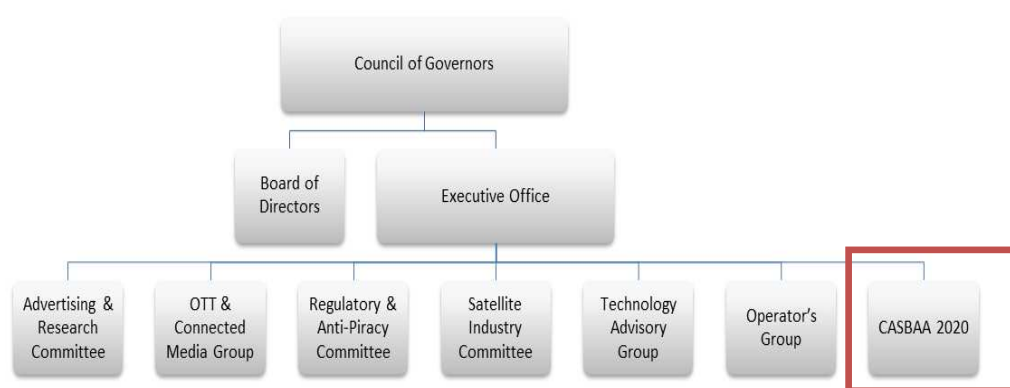 Council of Governors
Board of
Directors
Executive Office
Advertising &
Research
Committee
OTT &
Connected
Media Group
Regulatory &
Anti-Piracy
Committee
Satellite
Industry
Committee
Technology
Advisory
Group
Operator’s
Group
CASBAA 2020